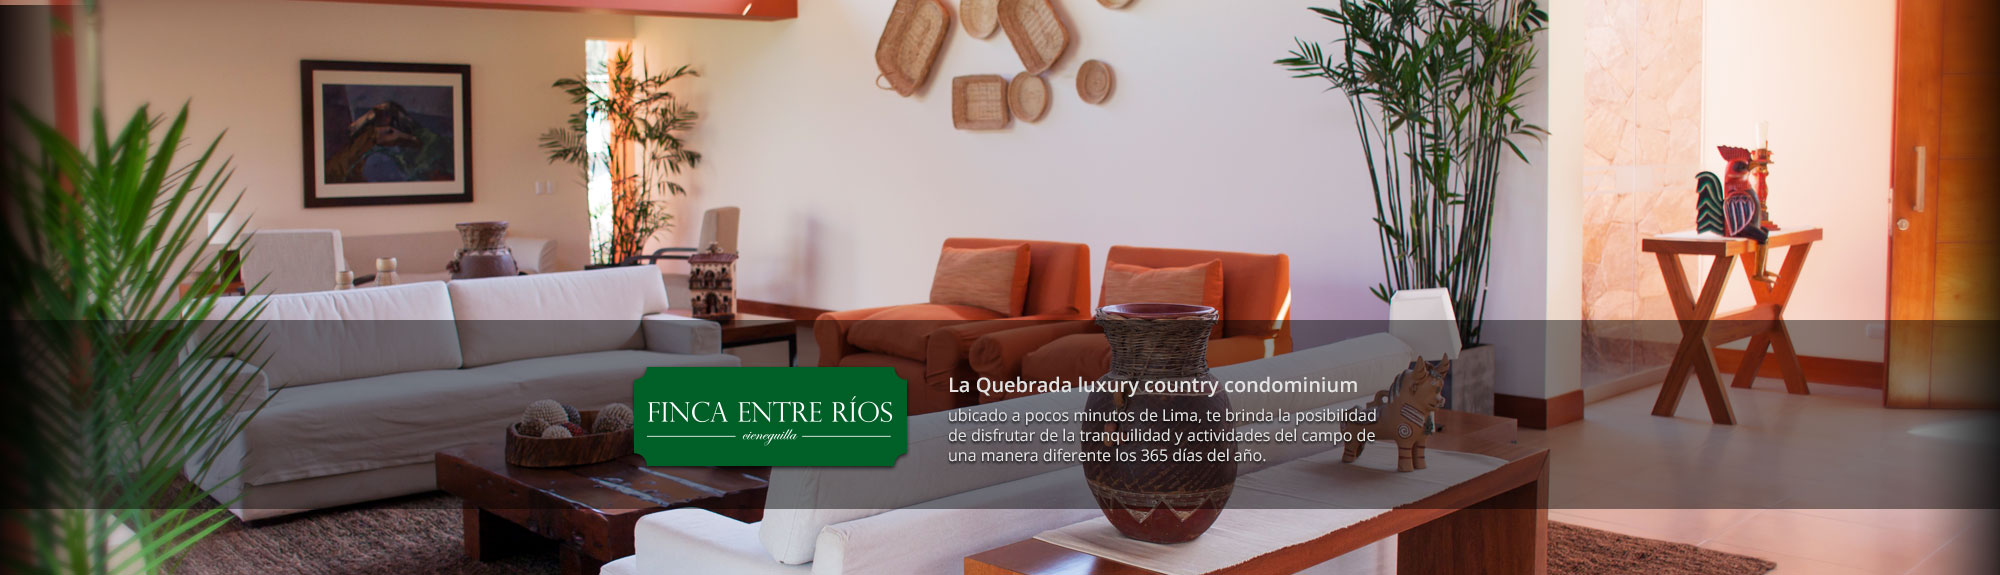 FINCA ENTRE RÍOS
cieneguilla
La Quebrada luxury country condominium
ubicado a pocos minutos de Lima, te brinda la posibilidad
de disfrutar de la tranquilidad y actividades del campo de
una manera diferente los 365 días del año.